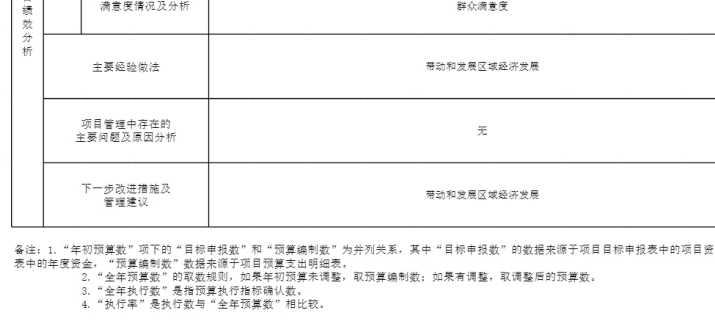 绩效分析
满意度情况及分析
群众满意度
主要经验做法
带动和发展区域经济发展
项目管理中存在的
主要问题及原因分析
无
下一步改进措施及
管理建议
带动和发展区域经济发展
备注：1.“年初预算数”项下的“目标申报数”和“预算编制数”为并列关系，其中“目标申报数”的数据来源于项目目标申报表中的项目资
表中的年度资金，“预算编制数”数据来源于项目预算支出明细表。
2.“全年预算数”的取数规则，如果年初预算未调整，取预算编制数；如果有调整，取调整后的预算数。
3.“全年执行数”是指预算执行指标确认数。
4.“执行率”是执行数与“全年预算数”相比较。